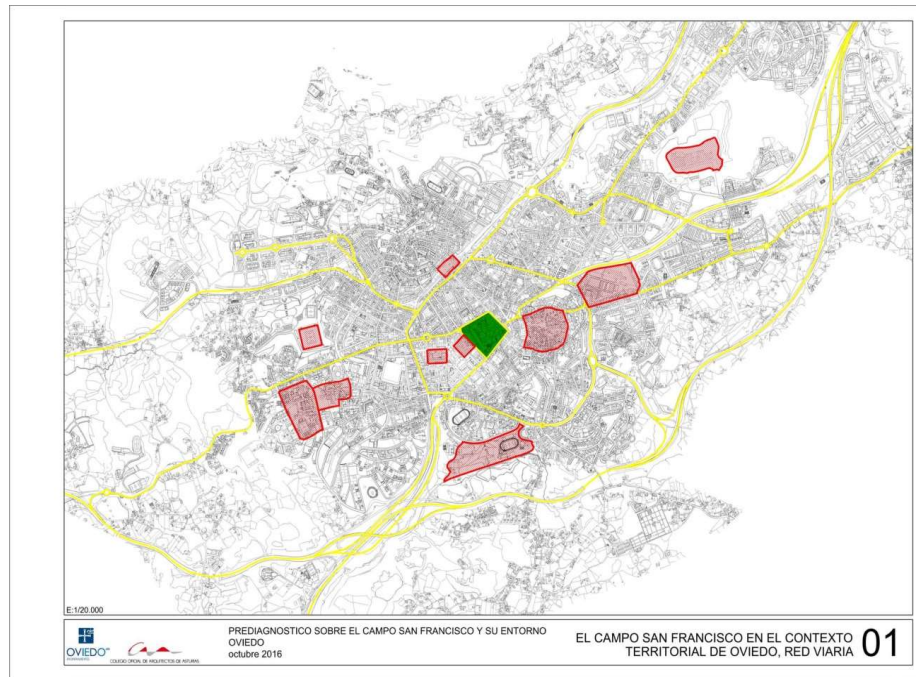 E:1/20.000
OVIEDO
COLEGIO OFICIAL DE ARQUITECTOS DE ASTURIAS
PREDIAGNOSTICO SOBRE EL CAMPO SAN FRANCISCO Y SU ENTORNO
OVIEDO
octubre 2016
EL CAMPO SAN FRANCISCO EN EL CONTEXTO
TERRITORIAL DE OVIEDO, RED VIARIA
01